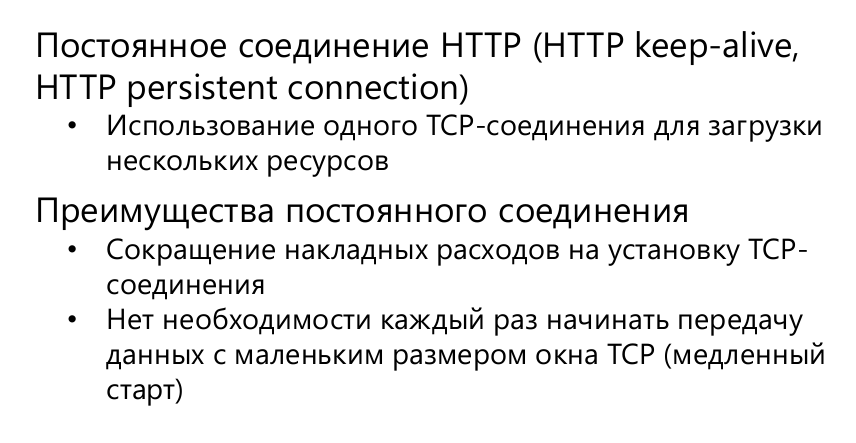 Постоянное соединение HTTP (HTTP keep-alive,
HTTP persistent connection)
• Использование одного TCP-соединения для загрузки
нескольких ресурсов
Преимущества постоянного соединения
• Сокращение накладных расходов на установку TCP-
соединения
• Нет необходимости каждый раз начинать передачу
данных с маленьким размером окна TCP (медленный
старт)